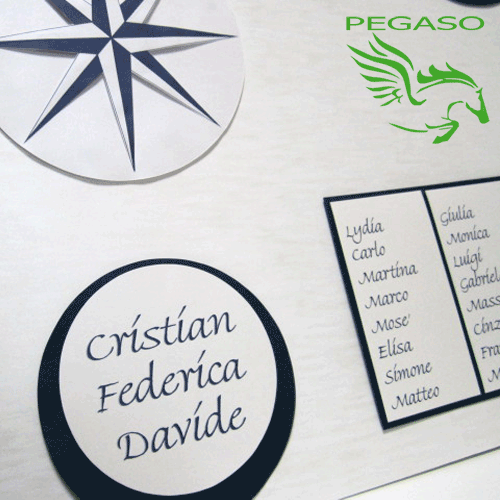 PEGASO
Lydia
Carlo
Martina
Marco
Mose'
Elisa
Simone
Matteo
Giulia
Monica
Luigi
Cristian
Federica
Davide